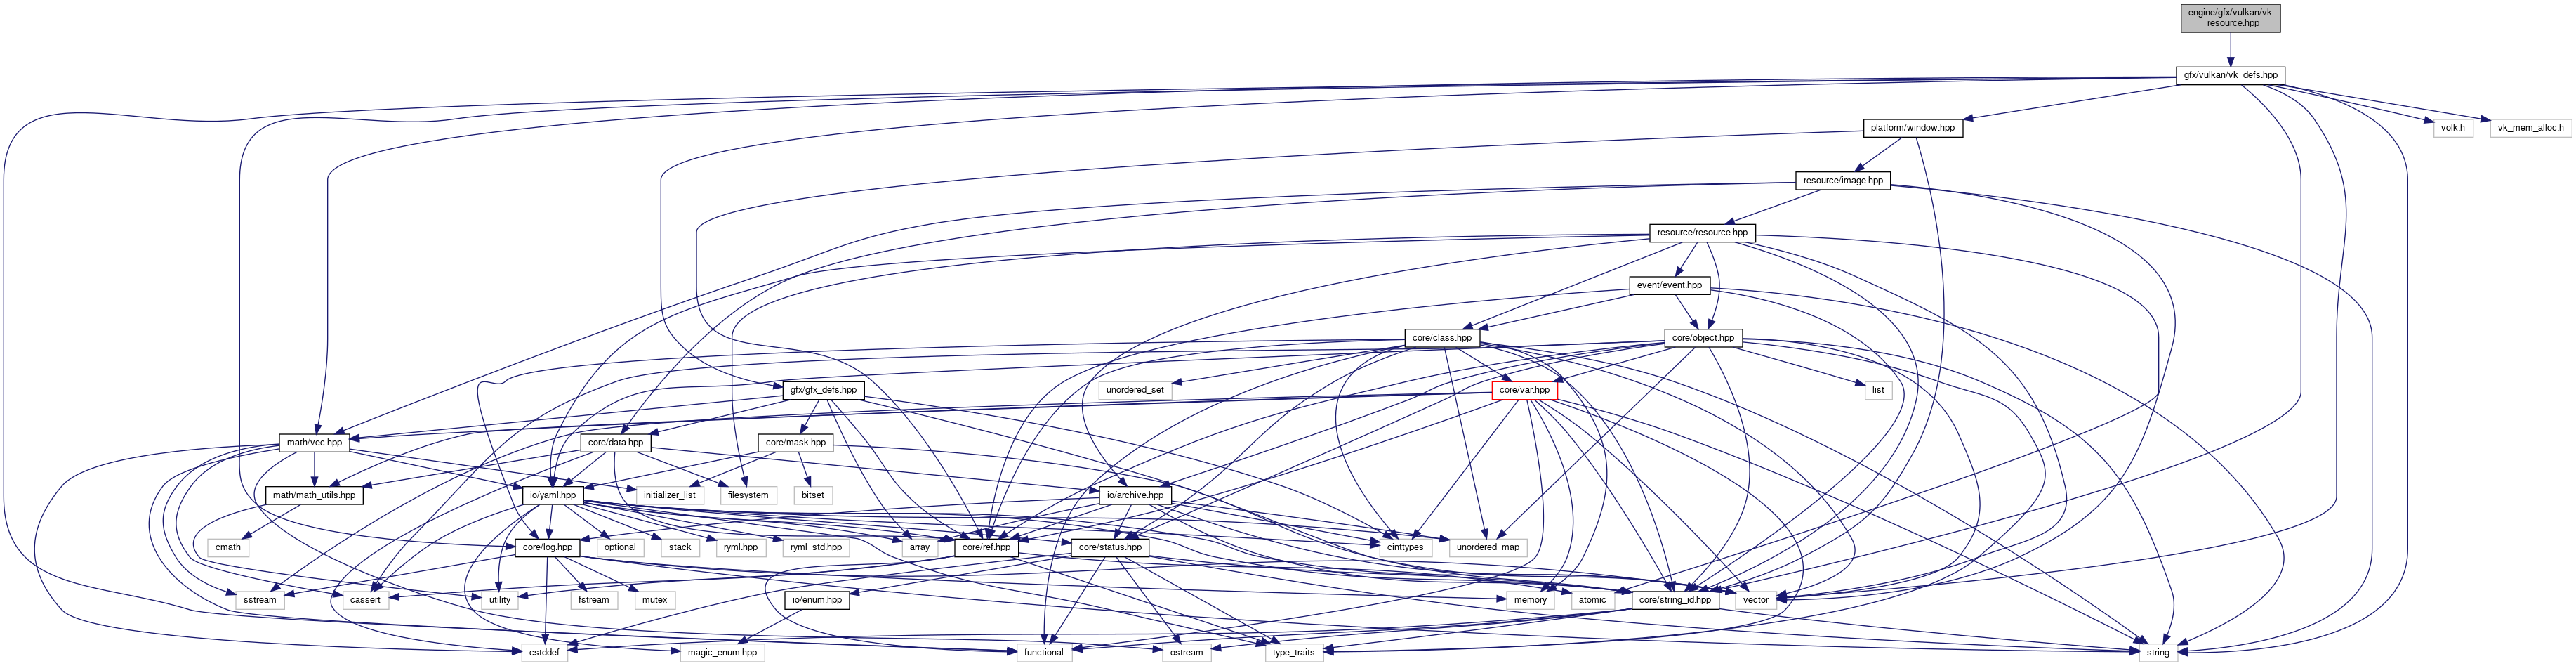 engine/gfx/vulkan/vk
_resource.hpp
gfx/vulkan/vk_defs.hpp
platform/window.hpp
volk.h
vk_mem_alloc.h
resource/image.hpp
resource/resource.hpp
event/event.hpp
core/class.hpp
core/object.hpp
gfx/gfx_defs.hpp
unordered_set
core/var.hpp
list
math/vec.hpp
core/data.hpp
core/mask.hpp
math/math_utils.hpp
io/yaml.hpp
initializer_list
filesystem
bitset
io/archive.hpp
cmath
core/log.hpp
optional
stack
ryml.hpp
ryml_std.hpp
array
core/ref.hpp
core/status.hpp
cinttypes
unordered_map
sstream
cassert
utility
fstream
mutex
io/enum.hpp
memory
atomic
core/string_id.hpp
vector
cstddef
magic_enum.hpp
functional
ostream
type_traits
string